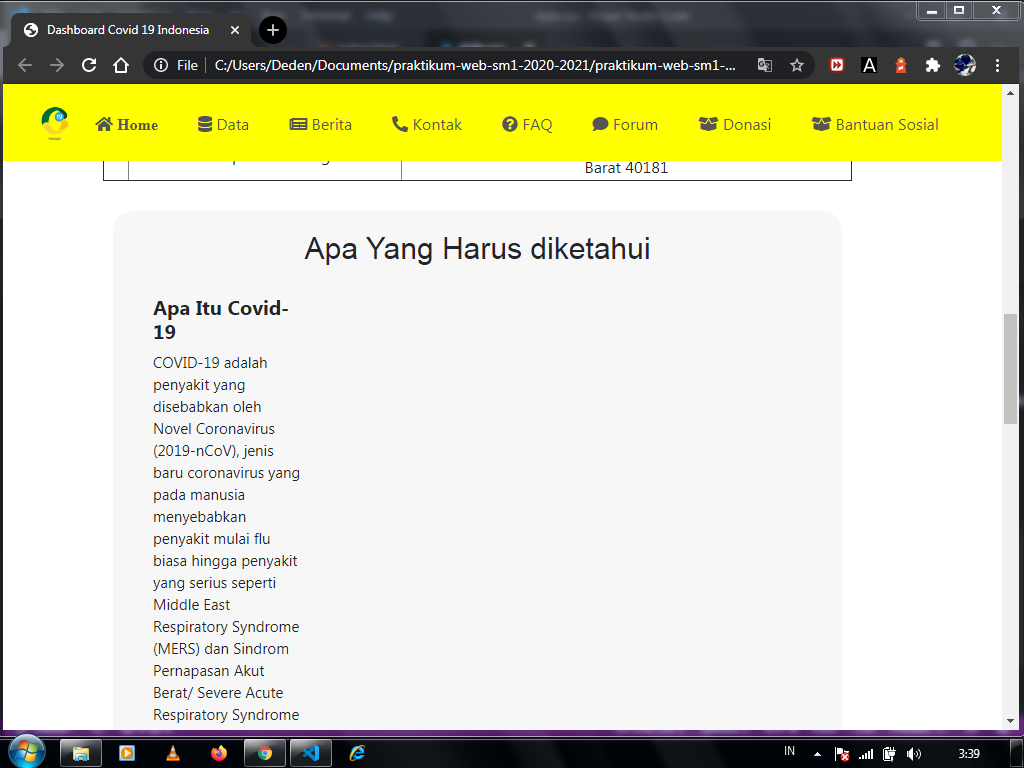 Dashboard Covid 19 Indonesia
File C:/Users/Deden/Documents/praktikum-web-sm1-2020-2021/praktikum-web-sm1-...
Home Data Berita Kontak FAQ Forum Donasi Bantuan Sosial
Barat 40181
Apa Yang Harus diketahui
Apa Itu Covid-
19
COVID-19 adalah
penyakit yang
disebabkan oleh
Novel Coronavirus
(2019-nCoV), jenis
baru coronavirus yang
pada manusia
menyebabkan
penyakit mulai flu
biasa hingga penyakit
yang serius seperti
Middle East
Respiratory Syndrome
(MERS) dan Sindrom
Pernapasan Akut
Berat/ Severe Acute
Respiratory Syndrome
IN 3:39